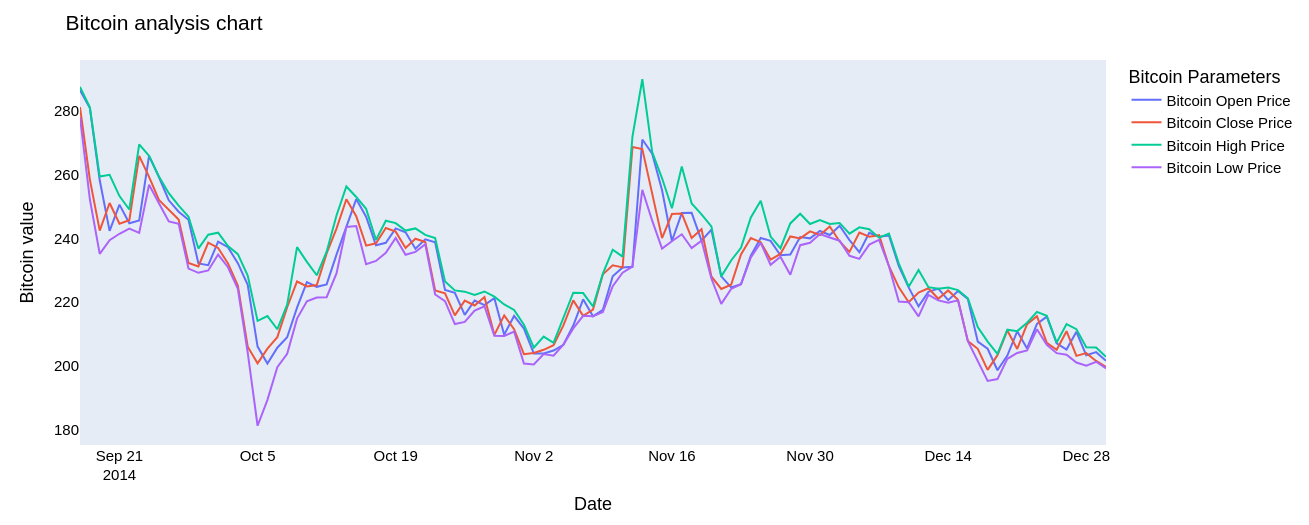 Bitcoin analysis chart
Bitcoin Parameters
Bitcoin Open Price
Bitcoin Close Price
Bitcoin High Price
Bitcoin Low Price
Bitcoin value
280
260
240
220
200
180
Sep 21
2014
Oct 5
Oct 19
Nov 2
Nov 16
Nov 30
Dec 14
Dec 28
Date